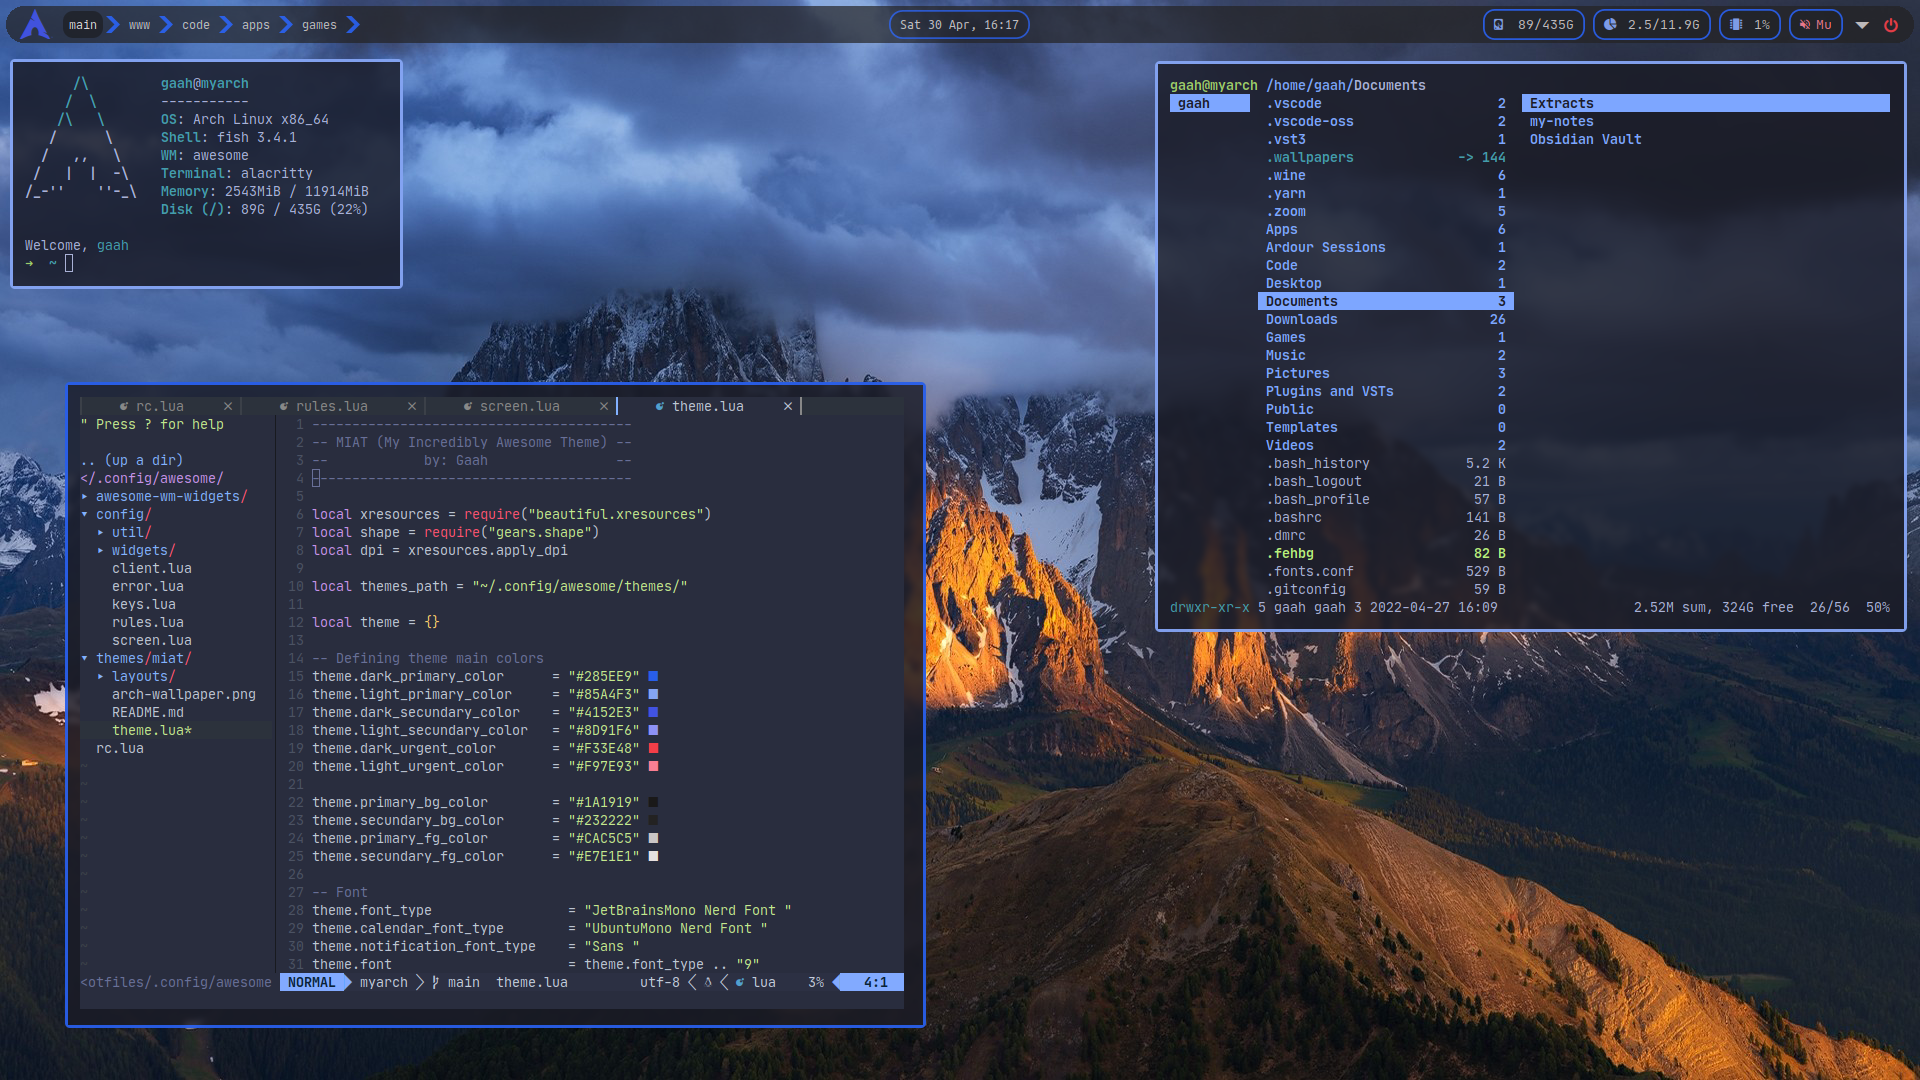 main www code apps games
Sat 30 Apr, 16:17
89/435G 2.5/11.9G 1% Mu
gaah@myarch
-----------
OS: Arch Linux x86_64
Shell: fish 3.4.1
WM: awesome
Terminal: alacritty
Memory: 2543MiB / 11914MiB
Disk (/): 89G / 435G (22%)
Welcome, gaah
➜ ~
gaah@myarch /home/gaah/Documents
gaah
.vscode 2
.vscode-oss 2
.vst3 1
.wallpapers -> 144
.wine 6
.yarn 1
.zoom 5
Apps 6
Ardour Sessions 1
Code 2
Desktop 1
Documents 3
Downloads 26
Games 1
Music 2
Pictures 3
Plugins and VSTs 2
Public 0
Templates 0
Videos 2
.bash_history 5.2 K
.bash_logout 21 B
.bash_profile 57 B
.bashrc 141 B
.dmrc 26 B
.fehbg 82 B
.fonts.conf 529 B
.gitconfig 59 B
Extracts
my-notes
Obsidian Vault
drwxr-xr-x 5 gaah gaah 3 2022-04-27 16:09 2.52M sum, 324G free 26/56 50%
rc.lua × rules.lua × screen.lua × theme.lua ×
" Press ? for help
.. (up a dir)
</.config/awesome/
▸ awesome-wm-widgets/
▾ config/
▸ util/
▸ widgets/
client.lua
error.lua
keys.lua
rules.lua
screen.lua
▾ themes/miat/
▸ layouts/
arch-wallpaper.png
README.md
theme.lua*
rc.lua
1 ----------------------------------------
2 -- MIAT (My Incredibly Awesome Theme) --
3 -- by: Gaah --
4 ----------------------------------------
5
6 local xresources = require("beautiful.xresources")
7 local shape = require("gears.shape")
8 local dpi = xresources.apply_dpi
9
10 local themes_path = "~/.config/awesome/themes/"
11
12 local theme = {}
13
14 -- Defining theme main colors
15 theme.dark_primary_color = "#285EE9"
16 theme.light_primary_color = "#85A4F3"
17 theme.dark_secundary_color = "#4152E3"
18 theme.light_secundary_color = "#8D91F6"
19 theme.dark_urgent_color = "#F33E48"
20 theme.light_urgent_color = "#F97E93"
21
22 theme.primary_bg_color = "#1A1919"
23 theme.secundary_bg_color = "#232222"
24 theme.primary_fg_color = "#CAC5C5"
25 theme.secundary_fg_color = "#E7E1E1"
26
27 -- Font
28 theme.font_type = "JetBrainsMono Nerd Font "
29 theme.calendar_font_type = "UbuntuMono Nerd Font "
30 theme.notification_font_type = "Sans "
31 theme.font = theme.font_type .. "9"
<otfiles/.config/awesome NORMAL myarch main theme.lua utf-8 lua 3% 4:1